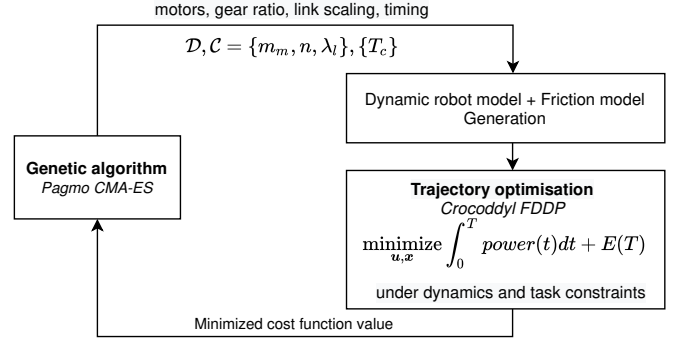 motors, gear ratio, link scaling, timing
𝒟, 𝒞 = {m_m, n, λ_l}, {T_c}
Dynamic robot model + Friction model
Generation
Genetic algorithm
Pagmo CMA-ES
Trajectory optimisation
Crocoddyl FDDP
minimize_{u,x} ∫_0^T power(t)dt + E(T)
under dynamics and task constraints
Minimized cost function value